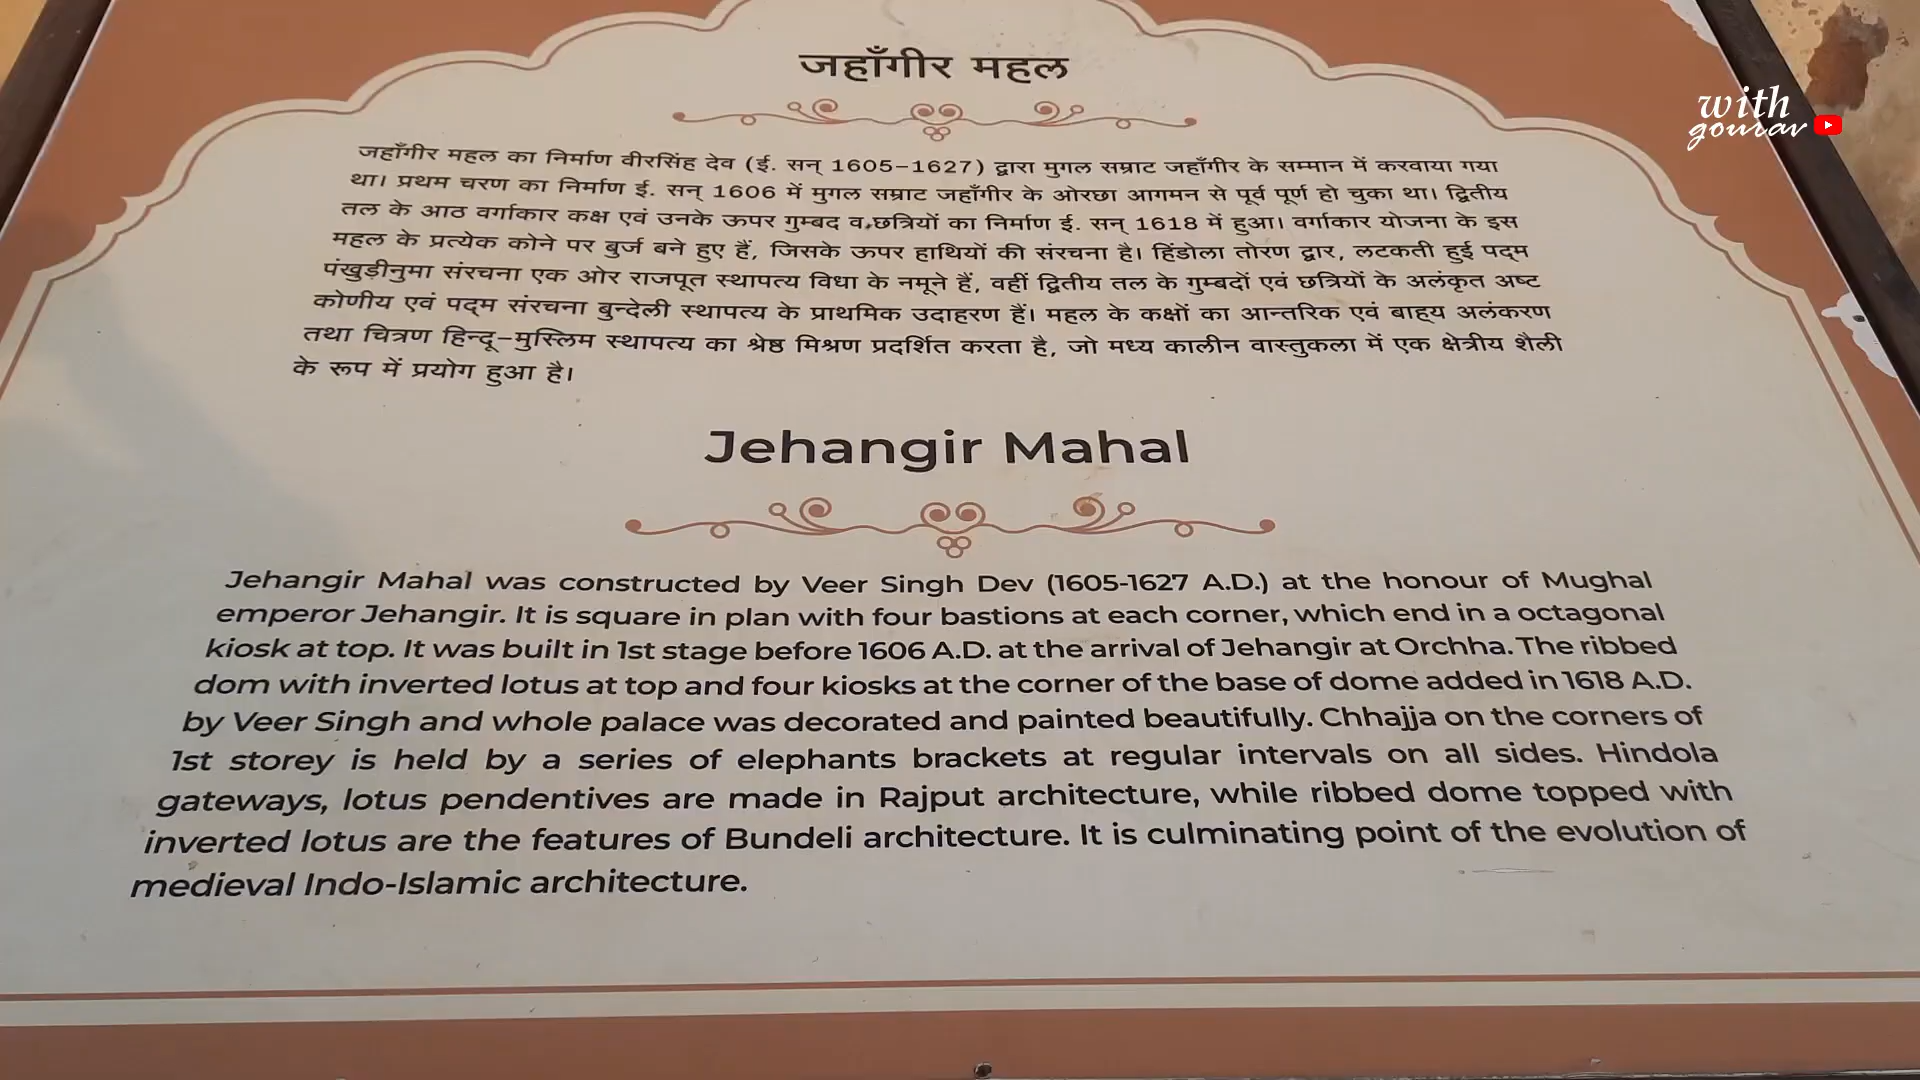 जहाँगीर महल
with
gourav
जहाँगीर महल का निर्माण वीरसिंह देव (ई. सन् 1605–1627) द्वारा मुगल सम्राट जहाँगीर के सम्मान में करवाया गया
था। प्रथम चरण का निर्माण ई. सन् 1606 में मुगल सम्राट जहाँगीर के ओरछा आगमन से पूर्व पूर्ण हो चुका था। द्वितीय
तल के आठ वर्गाकार कक्ष एवं उनके ऊपर गुम्बद व छत्रियों का निर्माण ई. सन् 1618 में हुआ। वर्गाकार योजना के इस
महल के प्रत्येक कोने पर बुर्ज बने हुए हैं, जिसके ऊपर हाथियों की संरचना है। हिंडोला तोरण द्वार, लटकती हुई पद्म
पंखुड़ीनुमा संरचना एक ओर राजपूत स्थापत्य विधा के नमूने हैं, वहीं द्वितीय तल के गुम्बदों एवं छत्रियों के अलंकृत अष्ट
कोणीय एवं पद्म संरचना बुन्देली स्थापत्य के प्राथमिक उदाहरण हैं। महल के कक्षों का आन्तरिक एवं बाह्य अलंकरण
तथा चित्रण हिन्दू–मुस्लिम स्थापत्य का श्रेष्ठ मिश्रण प्रदर्शित करता है, जो मध्य कालीन वास्तुकला में एक क्षेत्रीय शैली
के रूप में प्रयोग हुआ है।
Jehangir Mahal
Jehangir Mahal was constructed by Veer Singh Dev (1605-1627 A.D.) at the honour of Mughal
emperor Jehangir. It is square in plan with four bastions at each corner, which end in a octagonal
kiosk at top. It was built in 1st stage before 1606 A.D. at the arrival of Jehangir at Orchha. The ribbed
dom with inverted lotus at top and four kiosks at the corner of the base of dome added in 1618 A.D.
by Veer Singh and whole palace was decorated and painted beautifully. Chhajja on the corners of
1st storey is held by a series of elephants brackets at regular intervals on all sides. Hindola
gateways, lotus pendentives are made in Rajput architecture, while ribbed dome topped with
inverted lotus are the features of Bundeli architecture. It is culminating point of the evolution of
medieval Indo-Islamic architecture.